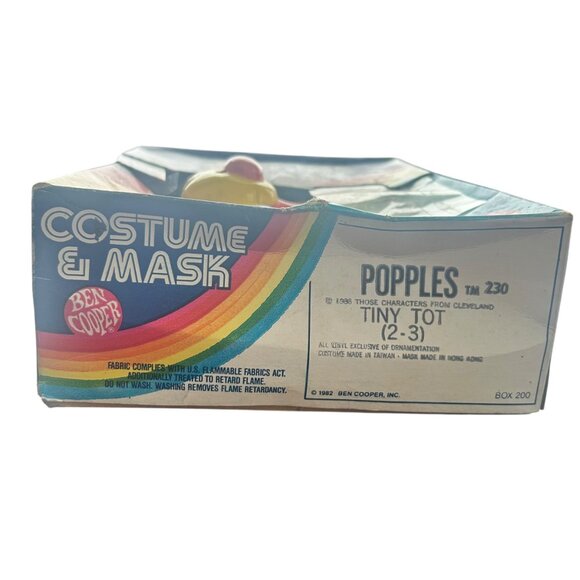 COSTUME
& MASK
BEN
COOPER
FABRIC COMPLIES WITH U.S. FLAMMABLE FABRICS ACT.
ADDITIONALLY TREATED TO RETARD FLAME.
DO NOT WASH. WASHING REMOVES FLAME RETARDANCY.
POPPLES TM 230
© 1986 THOSE CHARACTERS FROM CLEVELAND
TINY TOT
(2-3)
ALL VINYL EXCLUSIVE OF ORNAMENTATION
COSTUME MADE IN TAIWAN - MASK MADE IN HONG KONG
© 1982 BEN COOPER, INC.
BOX 200